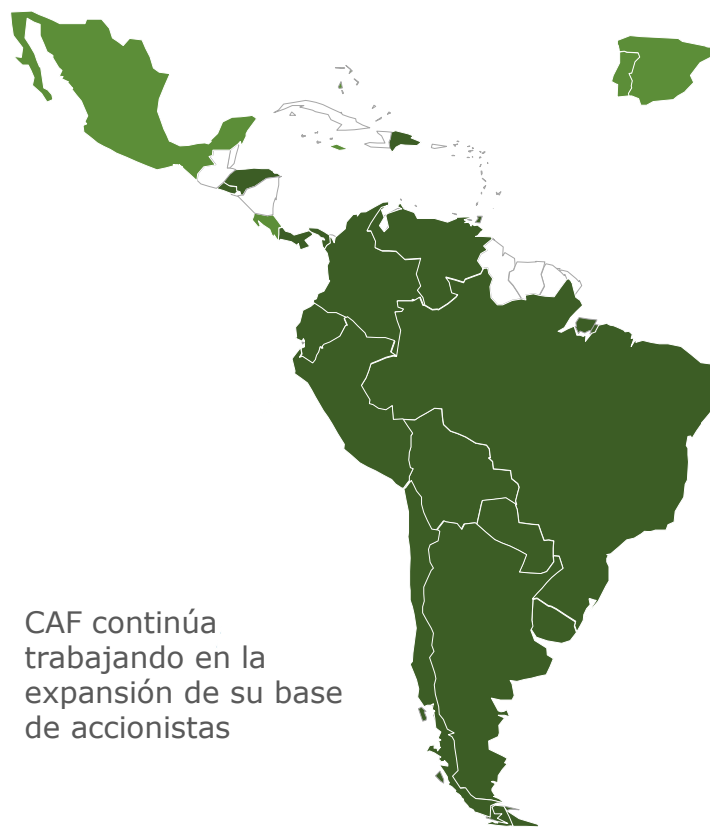 CAF continúa
trabajando en la
expansión de su base
de accionistas